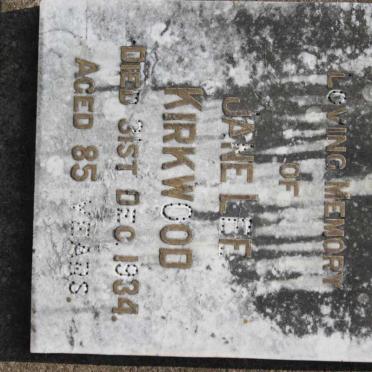 LOVING MEMORY
OF
JANE LEE
KIRKWOOD
DIED 31ST DEC. 1934.
AGED 85 YEARS.